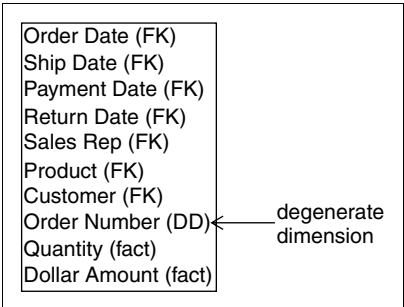 Order Date (FK)
Ship Date (FK)
Payment Date (FK)
Return Date (FK)
Sales Rep (FK)
Product (FK)
Customer (FK)
Order Number (DD)
Quantity (fact)
Dollar Amount (fact)
degenerate
dimension